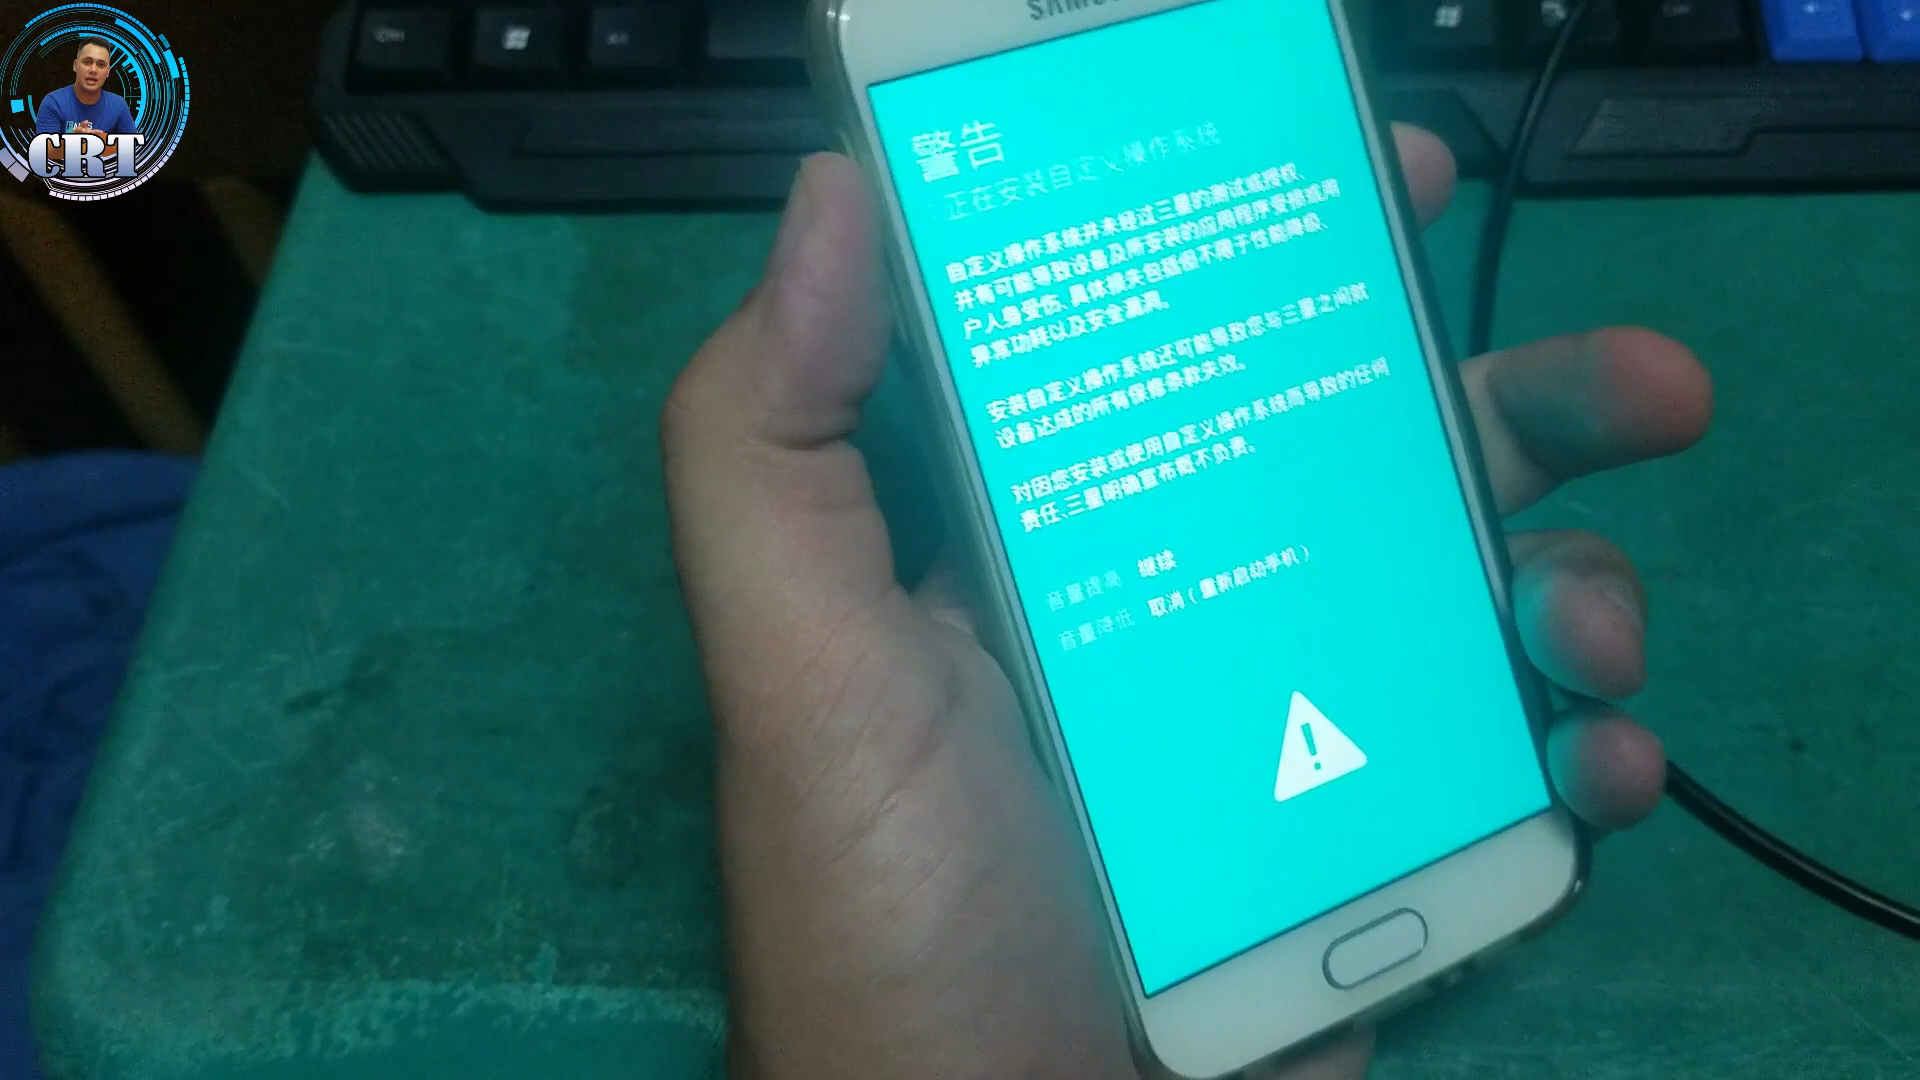 CRT
SAMSU
警告
正在安装自定义操作系统
自定义操作系统并未经过三星的测试或授权、
并有可能导致设备及所安装的应用程序受损或用
户人身受伤、具体损失包括但不限于性能降级、
异常功耗以及安全漏洞。
安装自定义操作系统还可能导致您与三星之间就
设备达成的所有保修条款失效。
对因您安装或使用自定义操作系统而导致的任何
责任、三星明确宣布概不负责。
音量提高 继续
音量降低 取消（重新启动手机）